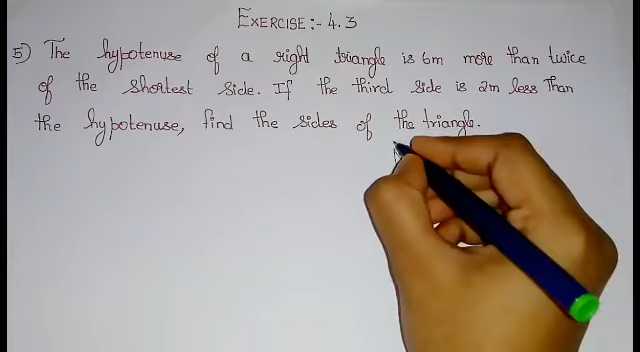 EXERCISE:- 4.3
5) The hypotenuse of a right triangle is 6m more than twice
of the shortest side. If the third side is 2m less than
the hypotenuse, find the sides of the triangle.